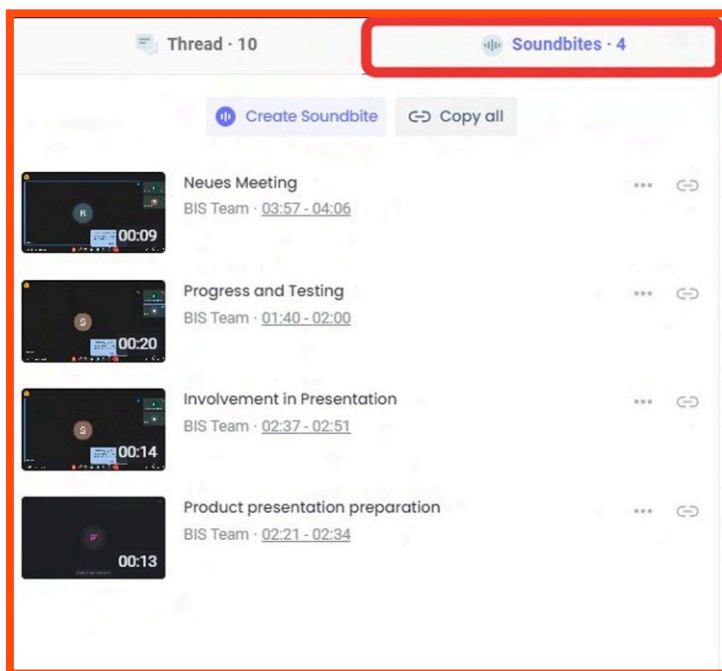 Thread · 10
Soundbites · 4
Create Soundbite
Copy all
Neues Meeting
BIS Team · 03:57 - 04:06
B
00:09
Progress and Testing
BIS Team · 01:40 - 02:00
S
00:20
Involvement in Presentation
BIS Team · 02:37 - 02:51
S
00:14
Product presentation preparation
BIS Team · 02:21 - 02:34
00:13